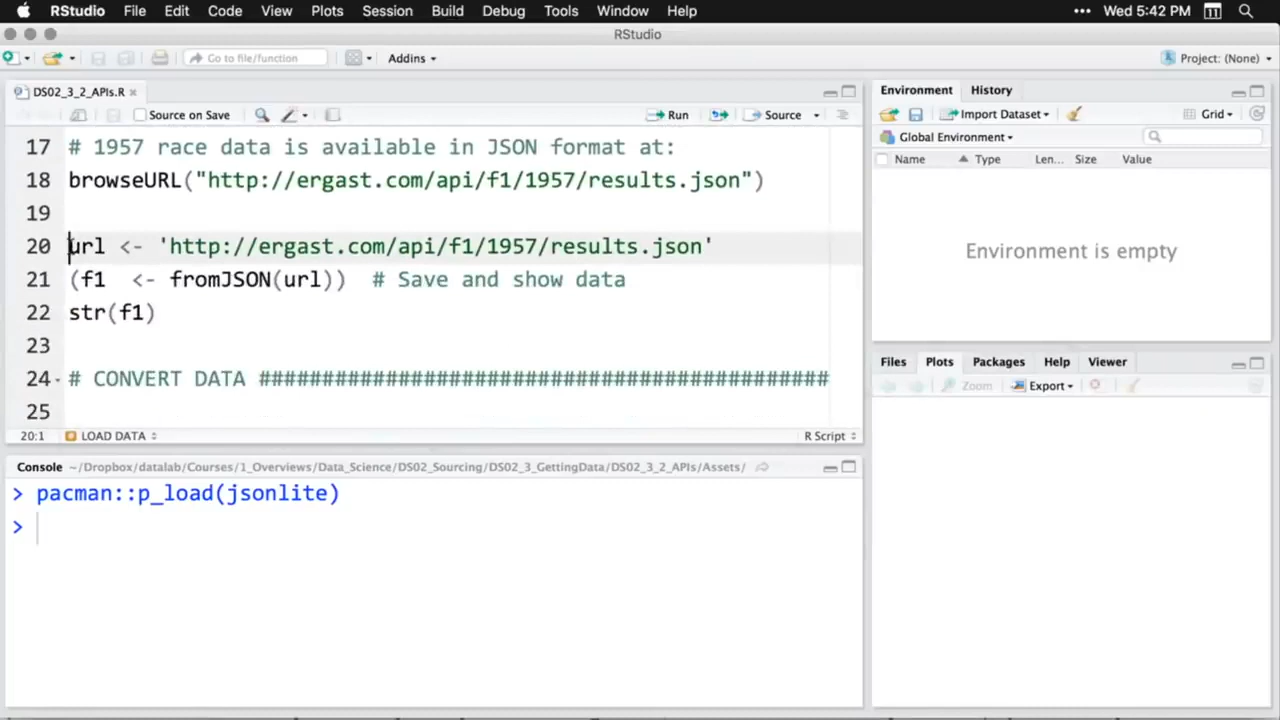 RStudio File Edit Code View Plots Session Build Debug Tools Window Help Wed 5:42 PM 11
RStudio
Go to file/function Addins Project: (None)
DS02_3_2_APIs.R
Source on Save Run Source
17 # 1957 race data is available in JSON format at:
18 browseURL("http://ergast.com/api/f1/1957/results.json")
19
20 url <- 'http://ergast.com/api/f1/1957/results.json'
21 (f1 <- fromJSON(url)) # Save and show data
22 str(f1)
23
24 # CONVERT DATA ###########################################
25
20:1 LOAD DATA R Script
Console ~/Dropbox/datalab/Courses/1_Overviews/Data_Science/DS02_Sourcing/DS02_3_GettingData/DS02_3_2_APIs/Assets/
> pacman::p_load(jsonlite)
>
Environment History
Import Dataset Grid
Global Environment
Name Type Len... Size Value
Environment is empty
Files Plots Packages Help Viewer
Zoom Export